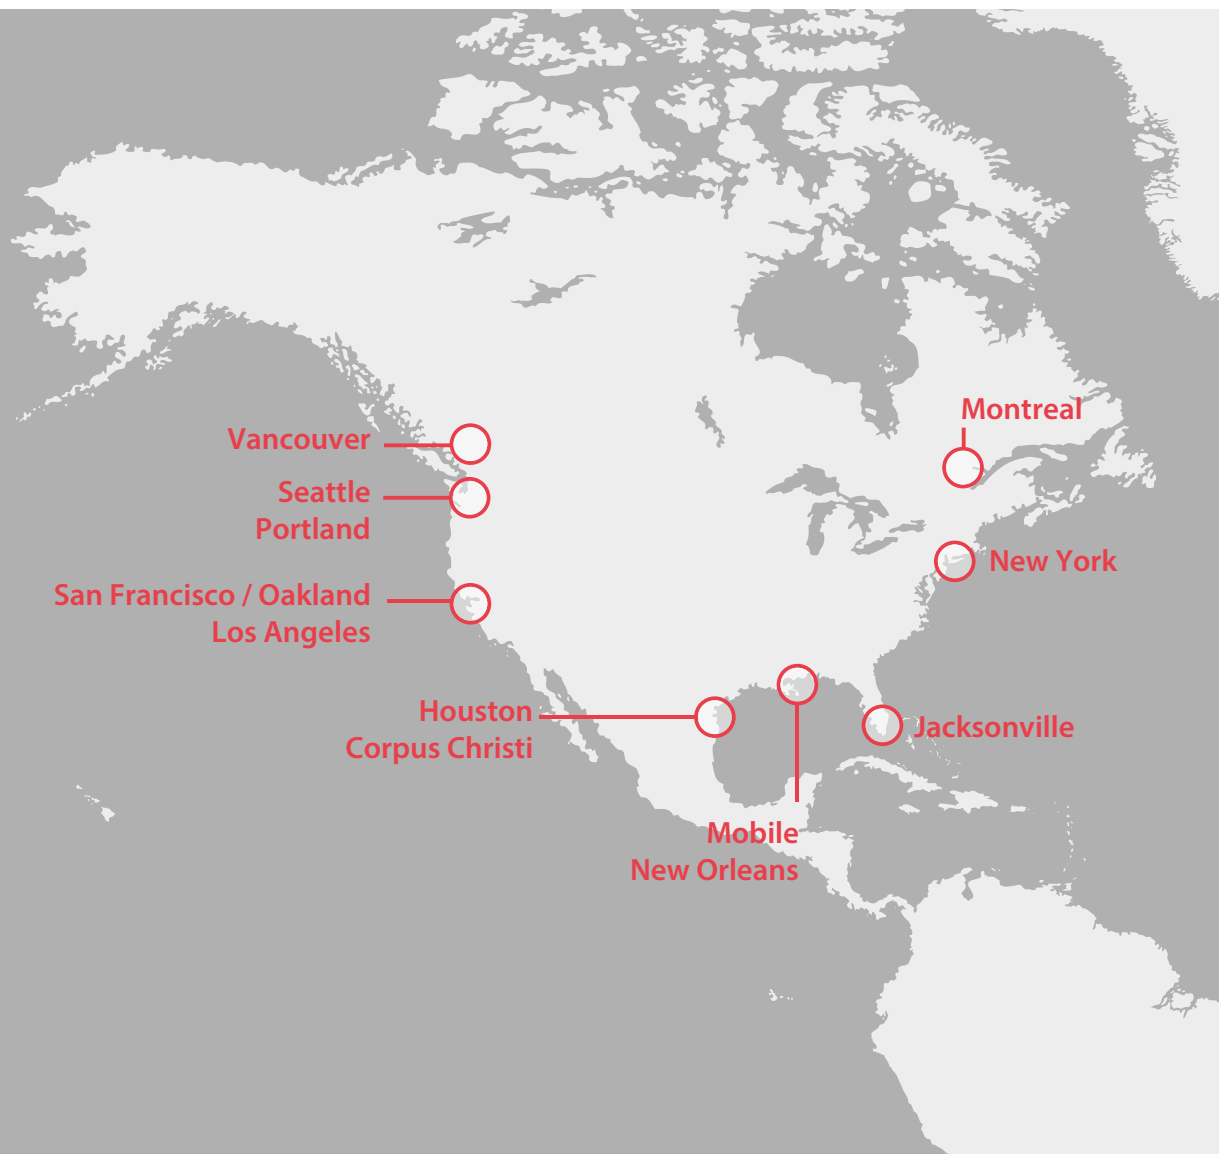 Montreal
Vancouver
Seattle
Portland
New York
San Francisco / Oakland
Los Angeles
Houston
Corpus Christi
Jacksonville
Mobile
New Orleans